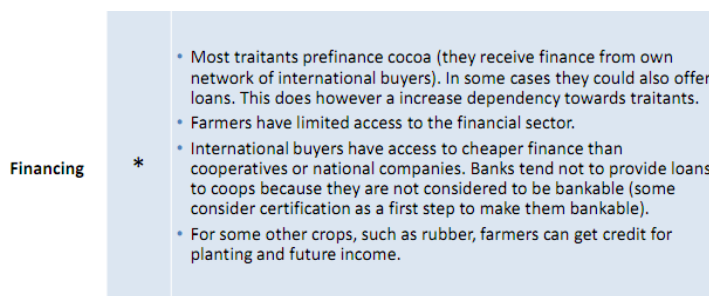 • Most traitants prefinance cocoa (they receive finance from own
network of international buyers). In some cases they could also offer
loans. This does however a increase dependency towards traitants.
• Farmers have limited access to the financial sector.
• International buyers have access to cheaper finance than
Financing * cooperatives or national companies. Banks tend not to provide loans
to coops because they are not considered to be bankable (some
consider certification as a first step to make them bankable).
• For some other crops, such as rubber, farmers can get credit for
planting and future income.